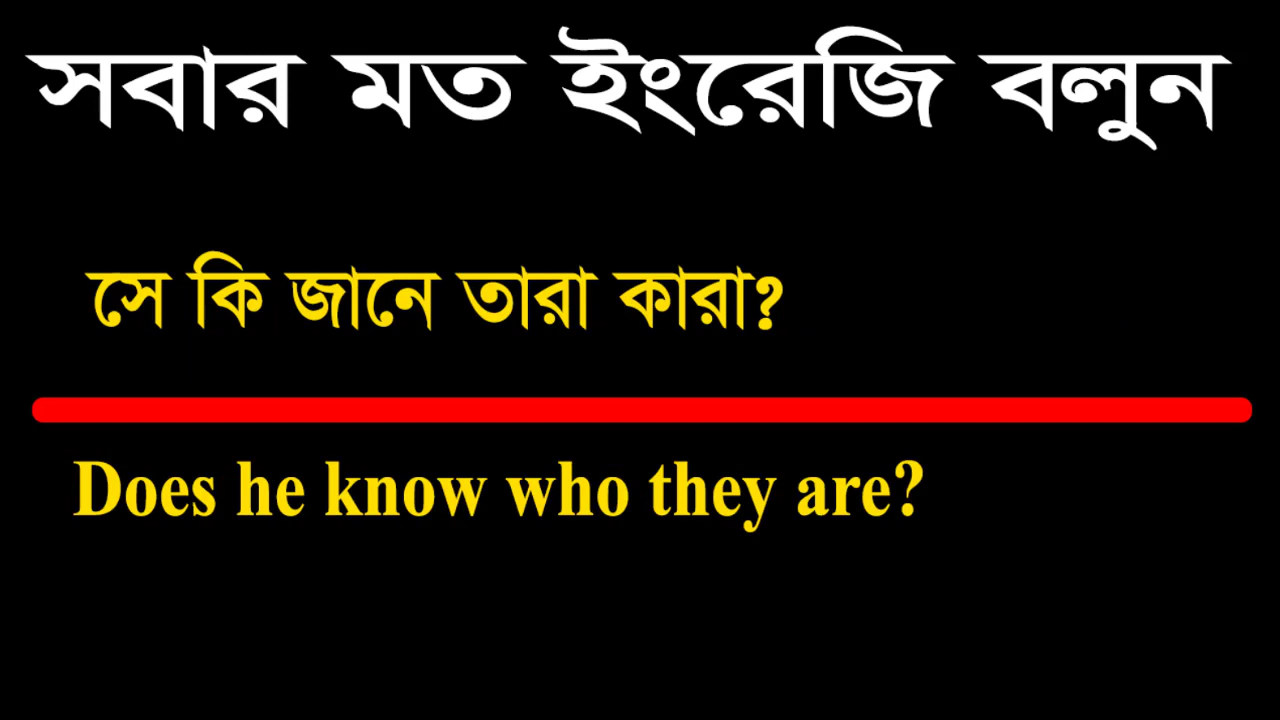 সবার মত ইংরেজি বলুন
সে কি জানে তারা কারা?
Does he know who they are?